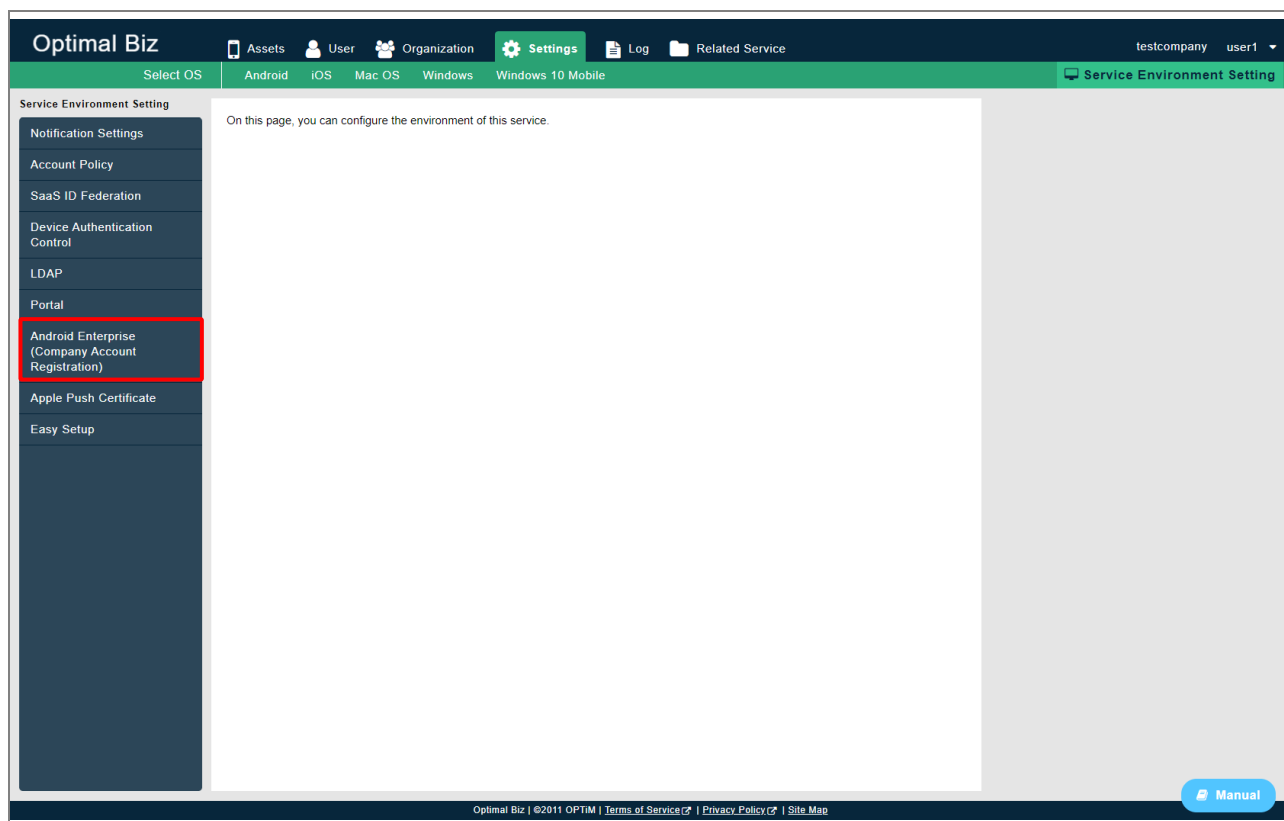 Optimal Biz
Assets User Organization Settings Log Related Service
testcompany user1
Select OS Android iOS Mac OS Windows Windows 10 Mobile
Service Environment Setting
Service Environment Setting
Notification Settings
Account Policy
SaaS ID Federation
Device Authentication
Control
LDAP
Portal
Android Enterprise
(Company Account
Registration)
Apple Push Certificate
Easy Setup
On this page, you can configure the environment of this service.
Manual
Optimal Biz | ©2011 OPTiM | Terms of Service | Privacy Policy | Site Map